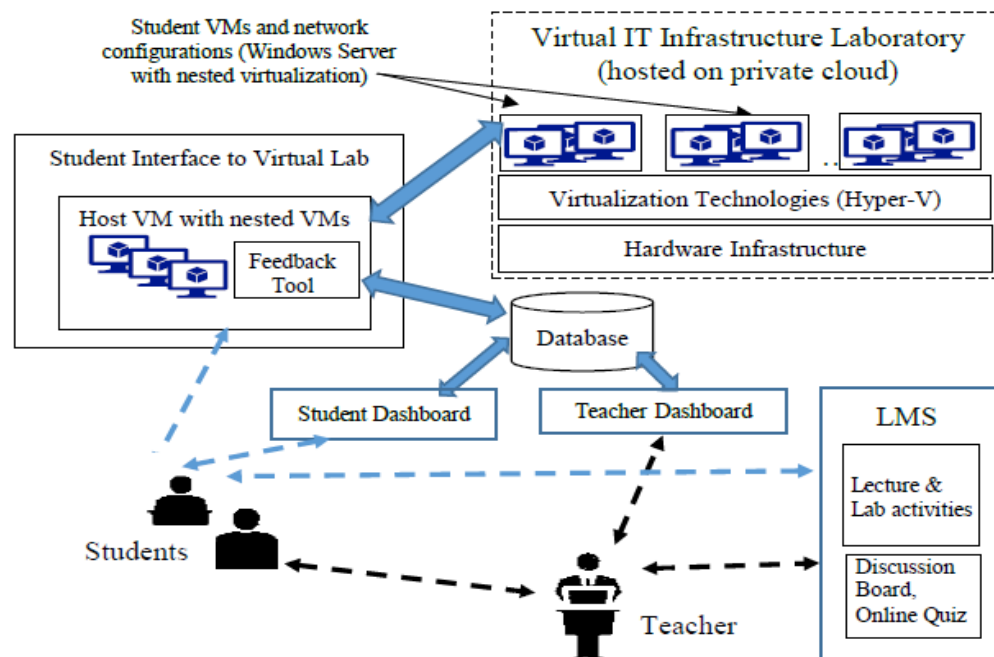 Student VMs and network
configurations (Windows Server
with nested virtualization)
Virtual IT Infrastructure Laboratory
(hosted on private cloud)
...
Virtualization Technologies (Hyper-V)
Hardware Infrastructure
Student Interface to Virtual Lab
Host VM with nested VMs
Feedback
Tool
Database
Student Dashboard
Teacher Dashboard
LMS
Lecture &
Lab activities
Discussion
Board,
Online Quiz
Students
Teacher